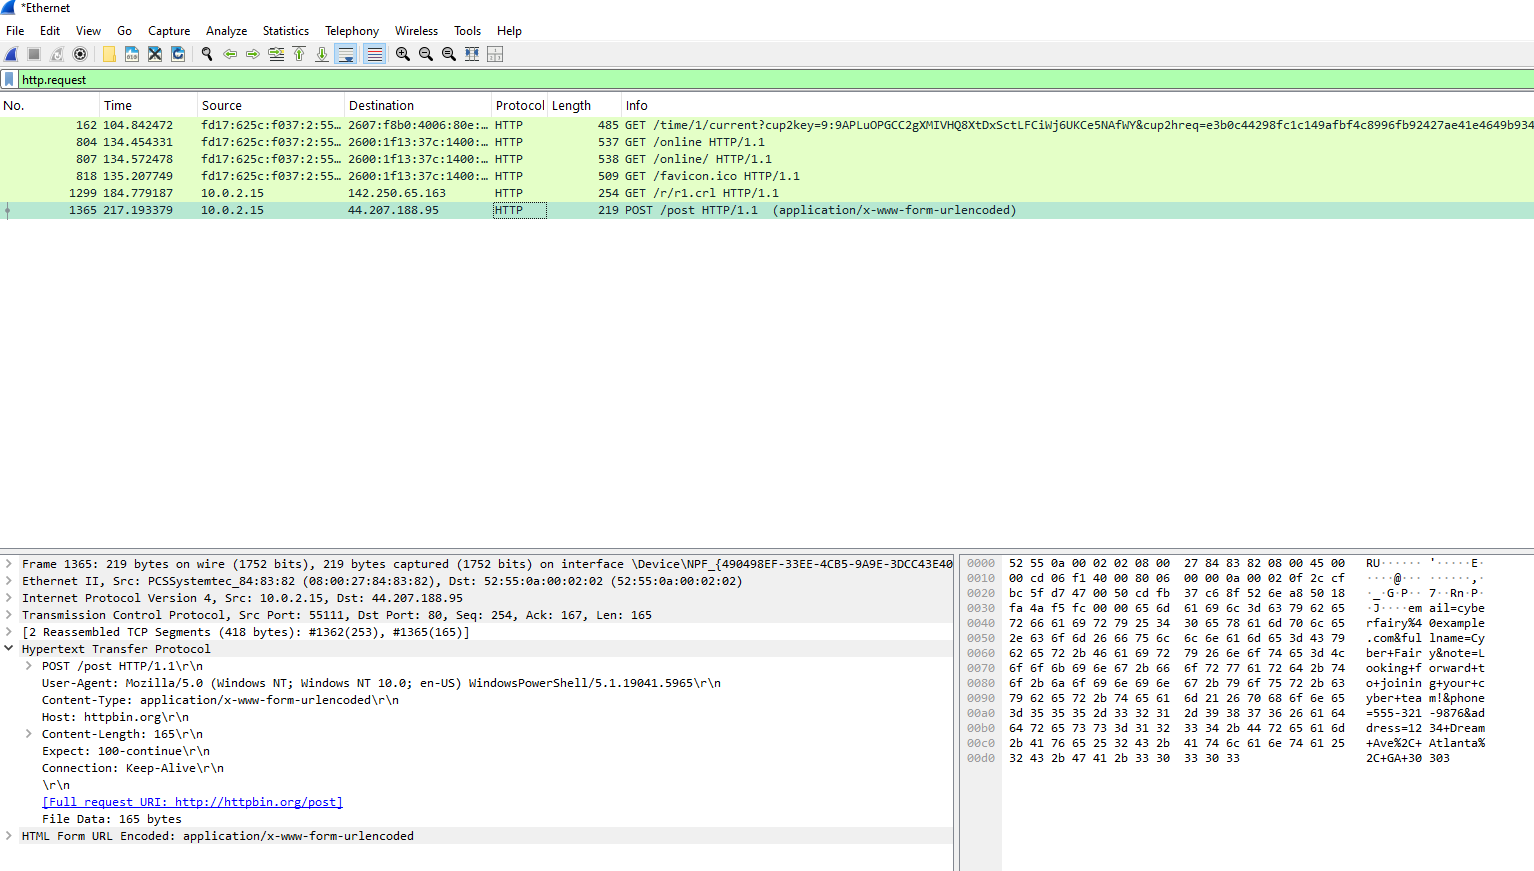 *Ethernet
File Edit View Go Capture Analyze Statistics Telephony Wireless Tools Help
http.request
No. Time Source Destination Protocol Length Info
162 104.842472 fd17:625c:f037:2:55… 2607:f8b0:4006:80e:… HTTP 485 GET /time/1/current?cup2key=9:9APLuOPGCC2gXMIVHQ8XtDxSctLFCiWj6UKCe5NAfWY&cup2hreq=e3b0c44298fc1c149afbf4c8996fb92427ae41e4649b934
804 134.454331 fd17:625c:f037:2:55… 2600:1f13:37c:1400:… HTTP 537 GET /online HTTP/1.1
807 134.572478 fd17:625c:f037:2:55… 2600:1f13:37c:1400:… HTTP 538 GET /online/ HTTP/1.1
818 135.207749 fd17:625c:f037:2:55… 2600:1f13:37c:1400:… HTTP 509 GET /favicon.ico HTTP/1.1
1299 184.779187 10.0.2.15 142.250.65.163 HTTP 254 GET /r/r1.crl HTTP/1.1
1365 217.193379 10.0.2.15 44.207.188.95 HTTP 219 POST /post HTTP/1.1  (application/x-www-form-urlencoded)
Frame 1365: 219 bytes on wire (1752 bits), 219 bytes captured (1752 bits) on interface \Device\NPF_{490498EF-33EE-4CB5-9A9E-3DCC43E40
Ethernet II, Src: PCSSystemtec_84:83:82 (08:00:27:84:83:82), Dst: 52:55:0a:00:02:02 (52:55:0a:00:02:02)
Internet Protocol Version 4, Src: 10.0.2.15, Dst: 44.207.188.95
Transmission Control Protocol, Src Port: 55111, Dst Port: 80, Seq: 254, Ack: 167, Len: 165
[2 Reassembled TCP Segments (418 bytes): #1362(253), #1365(165)]
Hypertext Transfer Protocol
POST /post HTTP/1.1\r\n
User-Agent: Mozilla/5.0 (Windows NT; Windows NT 10.0; en-US) WindowsPowerShell/5.1.19041.5965\r\n
Content-Type: application/x-www-form-urlencoded\r\n
Host: httpbin.org\r\n
Content-Length: 165\r\n
Expect: 100-continue\r\n
Connection: Keep-Alive\r\n
\r\n
[Full request URI: http://httpbin.org/post]
File Data: 165 bytes
HTML Form URL Encoded: application/x-www-form-urlencoded
0000 52 55 0a 00 02 02 08 00 27 84 83 82 08 00 45 00 RU······ '·····E·
0010 00 cd 06 f1 40 00 80 06 00 00 0a 00 02 0f 2c cf ····@··· ······,·
0020 bc 5f d7 47 00 50 cd fb 37 c6 8f 52 6e a8 50 18 ·_·G·P·· 7··Rn·P·
0030 fa 4a f5 fc 00 00 65 6d 61 69 6c 3d 63 79 62 65 ·J····em ail=cybe
0040 72 66 61 69 72 79 25 34 30 65 78 61 6d 70 6c 65 rfairy%4 0example
0050 2e 63 6f 6d 26 66 75 6c 6c 6e 61 6d 65 3d 43 79 .com&ful lname=Cy
0060 62 65 72 2b 46 61 69 72 79 26 6e 6f 74 65 3d 4c ber+Fair y&note=L
0070 6f 6f 6b 69 6e 67 2b 66 6f 72 77 61 72 64 2b 74 ooking+f orward+t
0080 6f 2b 6a 6f 69 6e 69 6e 67 2b 79 6f 75 72 2b 63 o+joinin g+your+c
0090 79 62 65 72 2b 74 65 61 6d 21 26 70 68 6f 6e 65 yber+tea m!&phone
00a0 3d 35 35 35 2d 33 32 31 2d 39 38 37 36 26 61 64 =555-321 -9876&ad
00b0 64 72 65 73 73 3d 31 32 33 34 2b 44 72 65 61 6d dress=12 34+Dream
00c0 2b 41 76 65 25 32 43 2b 41 74 6c 61 6e 74 61 25 +Ave%2C+ Atlanta%
00d0 32 43 2b 47 41 2b 33 30 33 30 33 2C+GA+30 303